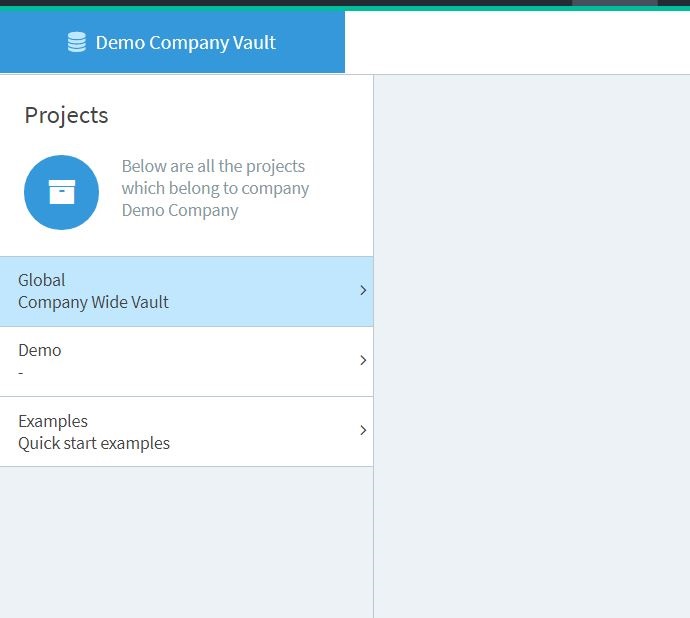 Demo Company Vault
Projects
Below are all the projects
which belong to company
Demo Company
Global
Company Wide Vault
Demo
-
Examples
Quick start examples